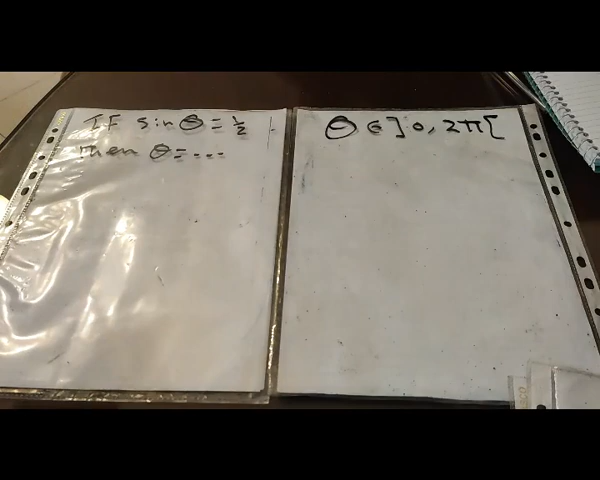 If sin θ = 1/2
Then θ = ...
θ ∈ ]0, 2π[